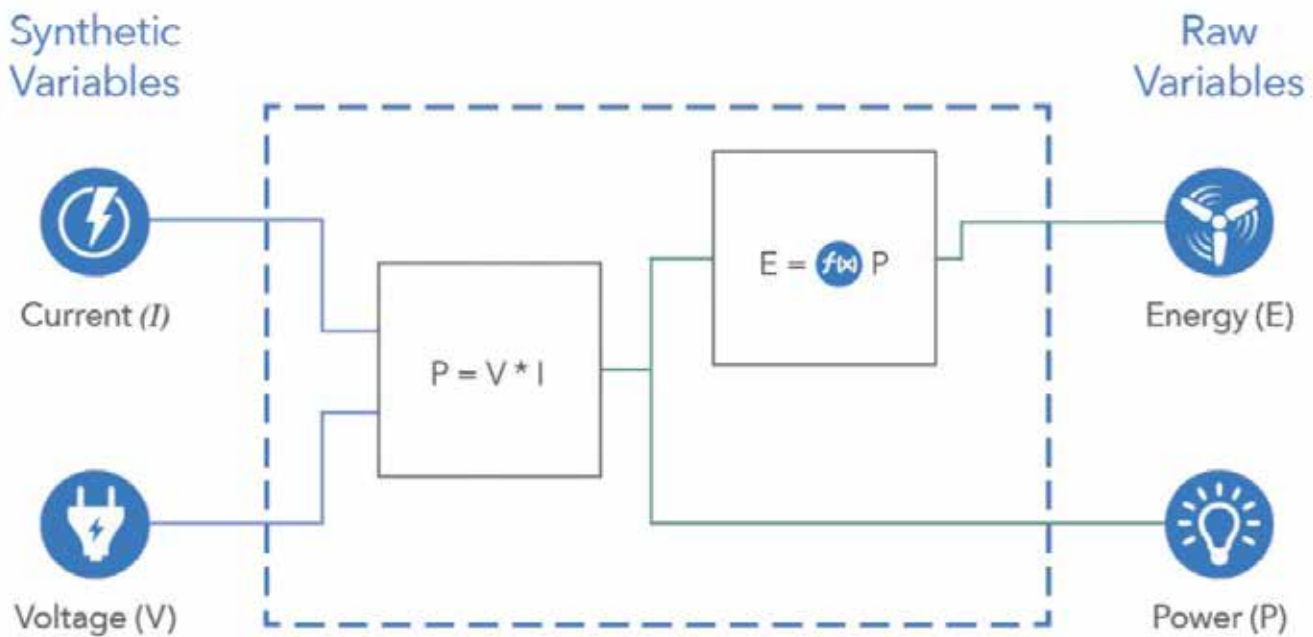 Synthetic
Variables
Raw
Variables
Current (I)
P = V * I
E = f(x) P
Energy (E)
Voltage (V)
Power (P)